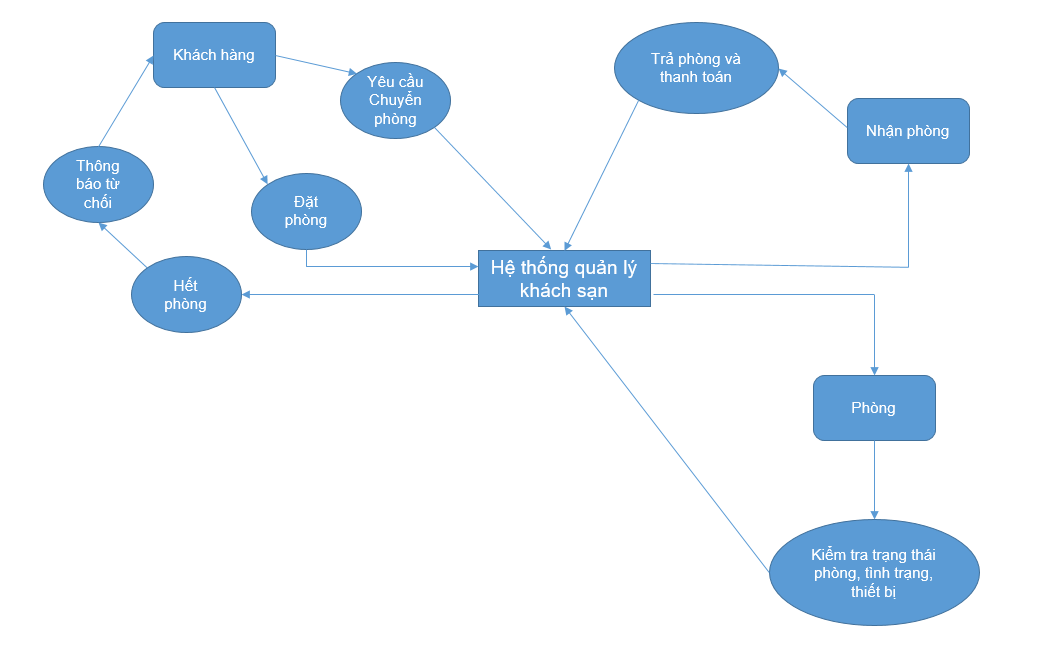 Khách hàng
Yêu cầu
Chuyển
phòng
Trả phòng và
thanh toán
Nhận phòng
Thông
báo từ
chối
Đặt
phòng
Hệ thống quản lý
khách sạn
Hết
phòng
Phòng
Kiểm tra trạng thái
phòng, tình trạng,
thiết bị